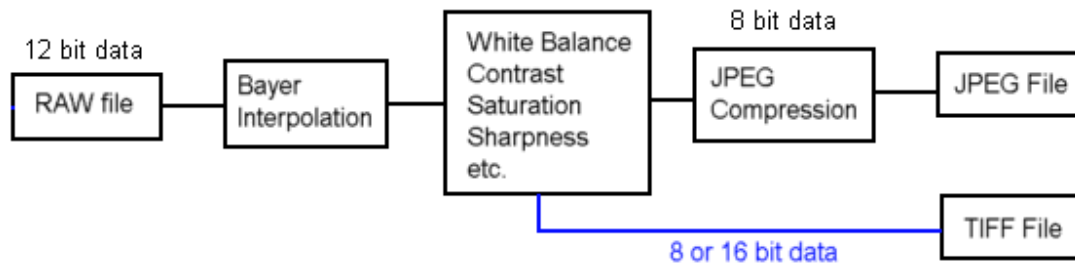 12 bit data
RAW file
Bayer
Interpolation
White Balance
Contrast
Saturation
Sharpness
etc.
8 bit data
JPEG
Compression
JPEG File
TIFF File
8 or 16 bit data